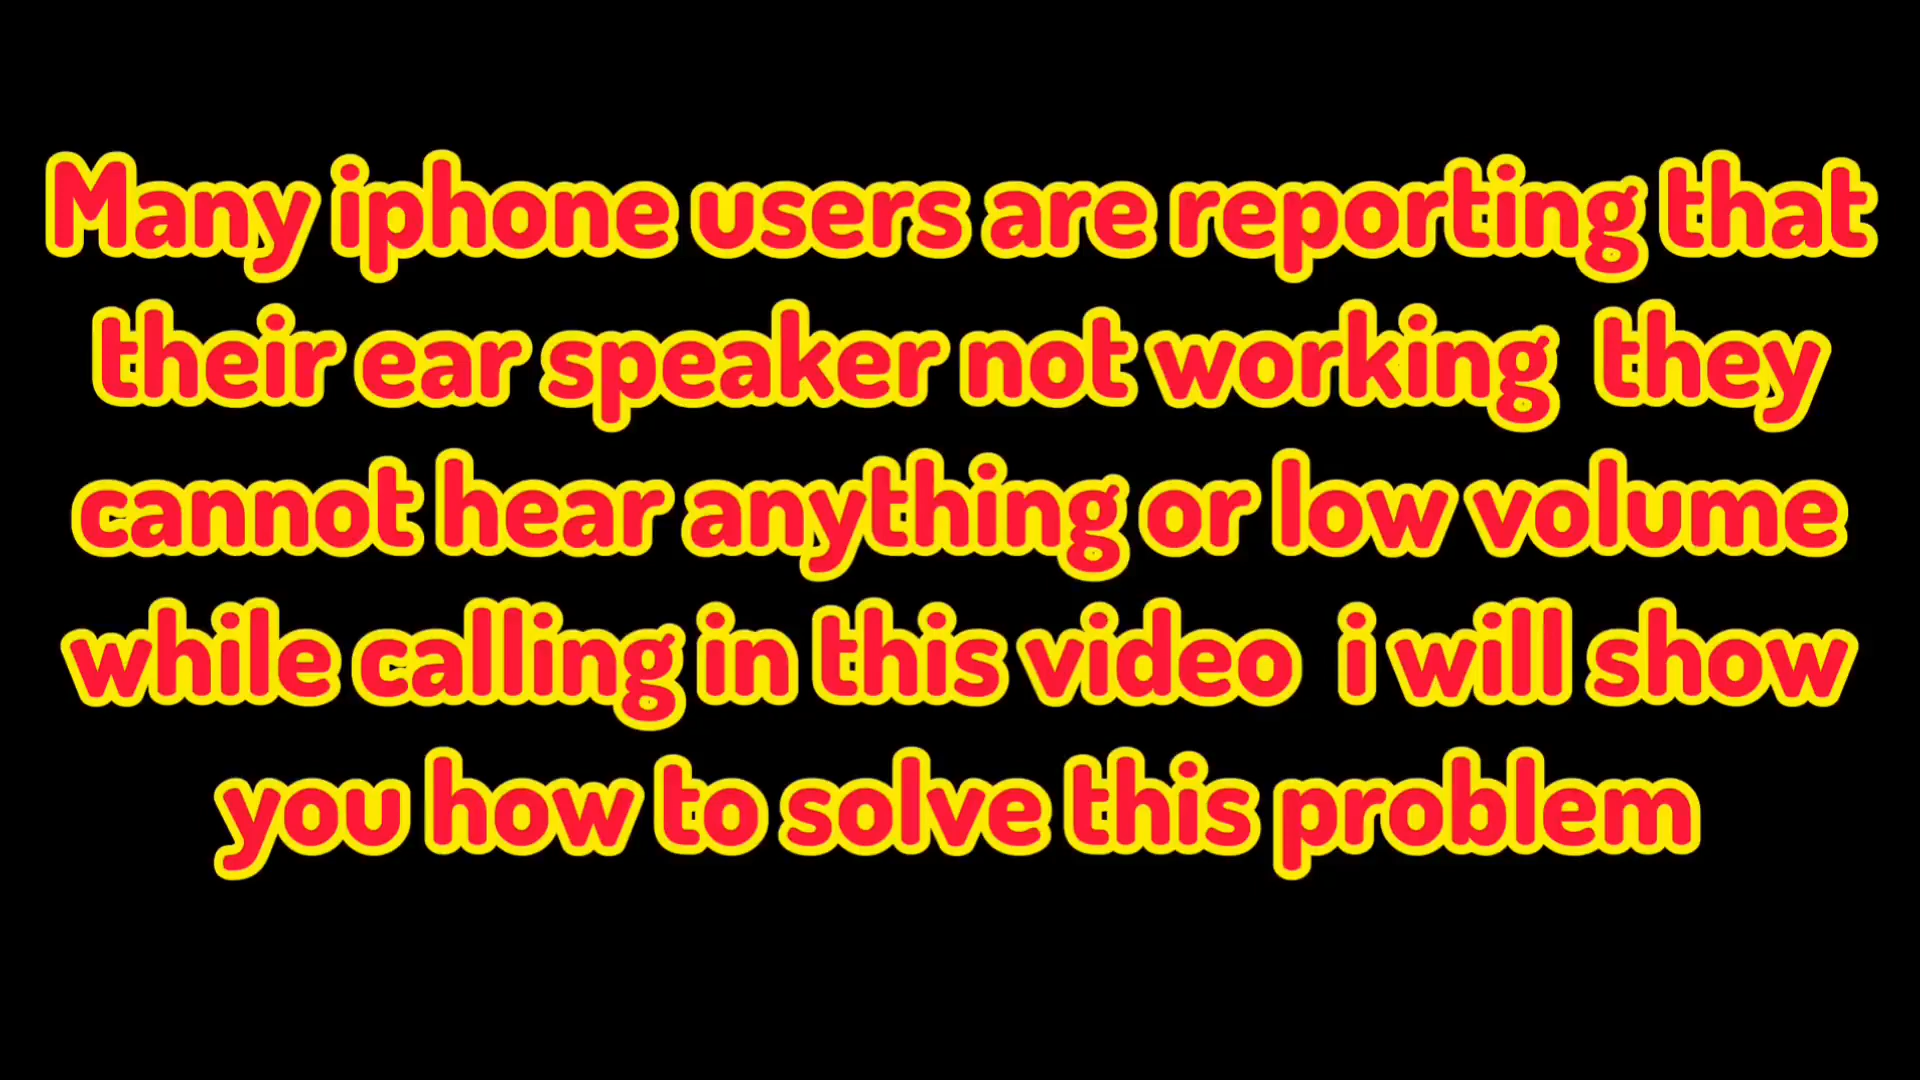 Many iphone users are reporting that
their ear speaker not working they
cannot hear anything or low volume
while calling in this video i will show
you how to solve this problem